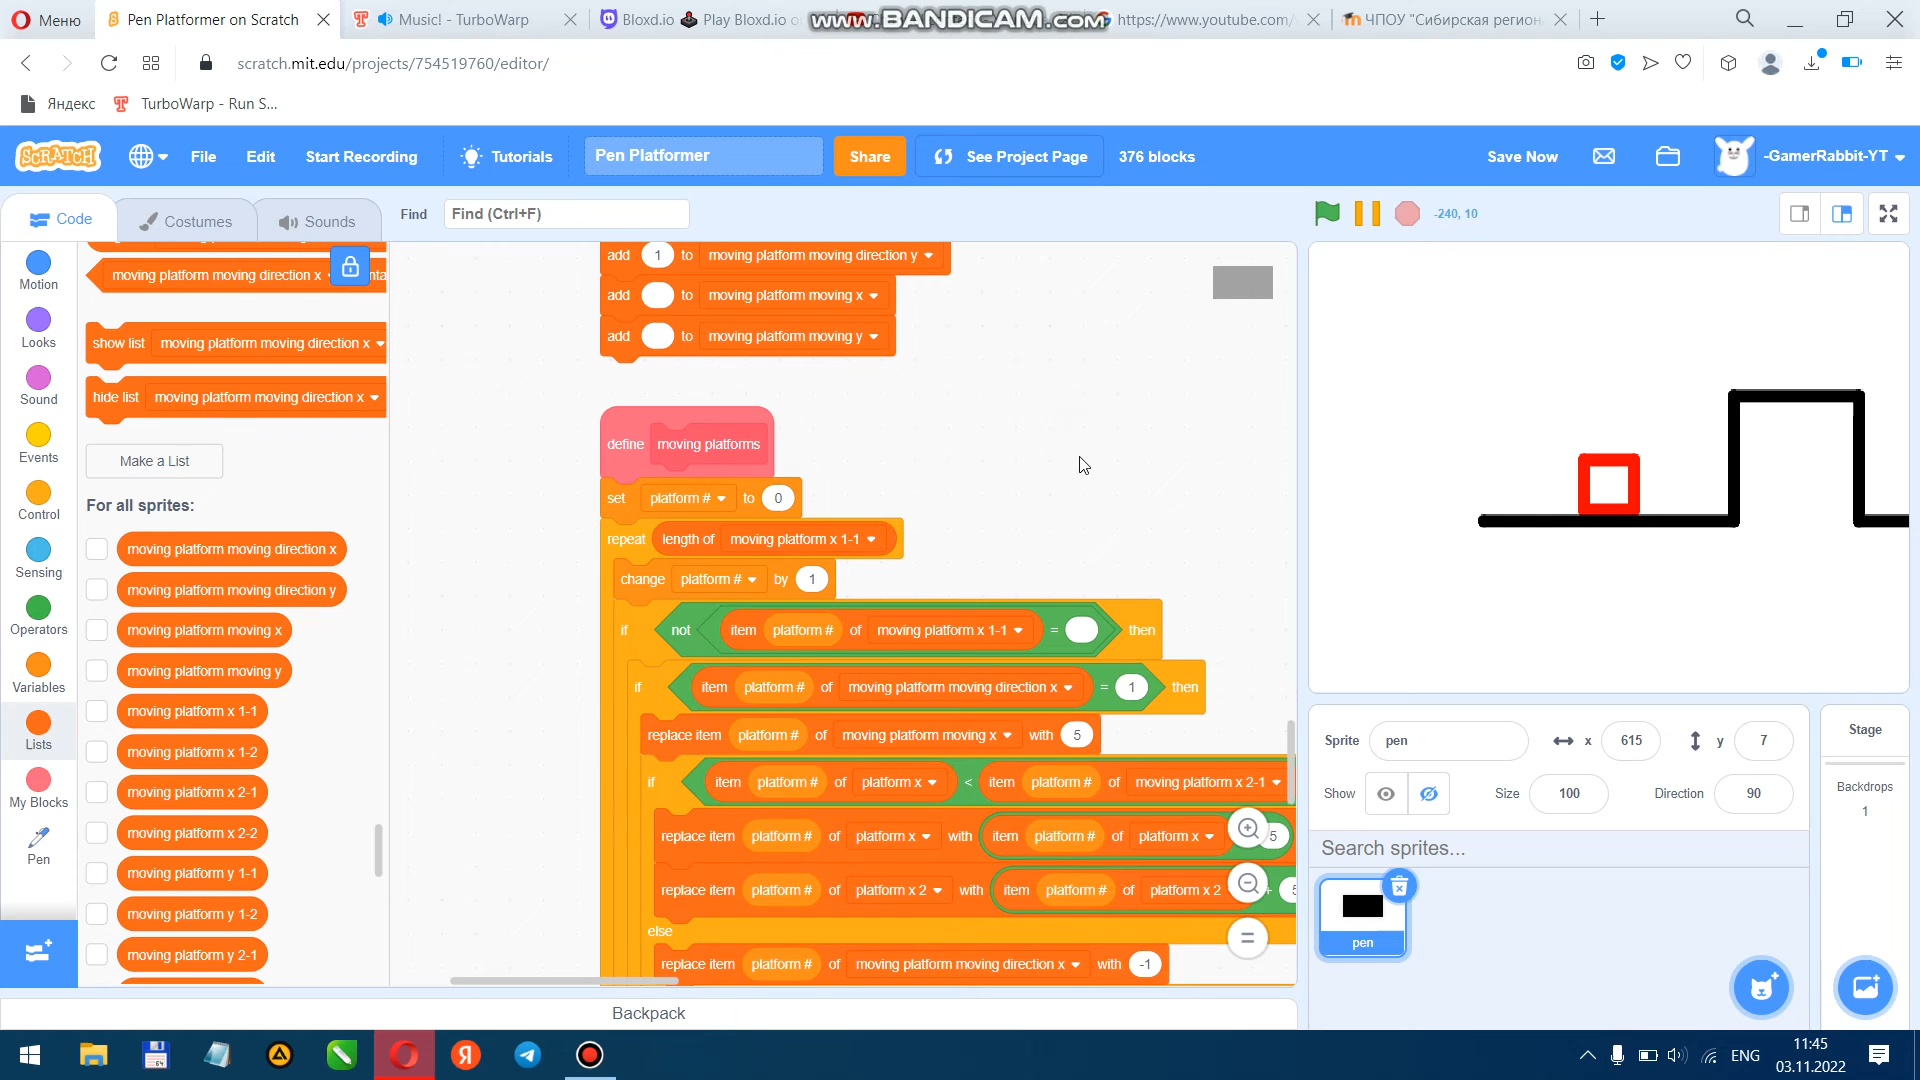 Меню
Pen Platformer on Scratch
Music! - TurboWarp
Bloxd.io
Play Bloxd.io o
www.BANDICAM.com
https://www.youtube.com/
ЧПОУ "Сибирская регион
scratch.mit.edu/projects/754519760/editor/
Яндекс
TurboWarp - Run S...
SCRATCH
File
Edit
Start Recording
Tutorials
Pen Platformer
Share
See Project Page
376 blocks
Save Now
-GamerRabbit-YT
Code
Costumes
Sounds
Find
Find (Ctrl+F)
-240, 10
Motion
Looks
Sound
Events
Control
Sensing
Operators
Variables
Lists
My Blocks
Pen
moving platform moving direction x
show list moving platform moving direction x
hide list moving platform moving direction x
Make a List
For all sprites:
moving platform moving direction x
moving platform moving direction y
moving platform moving x
moving platform moving y
moving platform x 1-1
moving platform x 1-2
moving platform x 2-1
moving platform x 2-2
moving platform y 1-1
moving platform y 1-2
moving platform y 2-1
add 1 to moving platform moving direction y
add to moving platform moving x
add to moving platform moving y
define moving platforms
set platform # to 0
repeat length of moving platform x 1-1
change platform # by 1
if not item platform # of moving platform x 1-1 = then
if item platform # of moving platform moving direction x = 1 then
replace item platform # of moving platform moving x with 5
if item platform # of platform x < item platform # of moving platform x 2-1
replace item platform # of platform x with item platform # of platform x 5
replace item platform # of platform x 2 with item platform # of platform x 2 + 5
else
replace item platform # of moving platform moving direction x with -1
Backpack
Sprite pen x 615 y 7
Show Size 100 Direction 90
Search sprites...
pen
Stage
Backdrops
1
ENG
11:45
03.11.2022